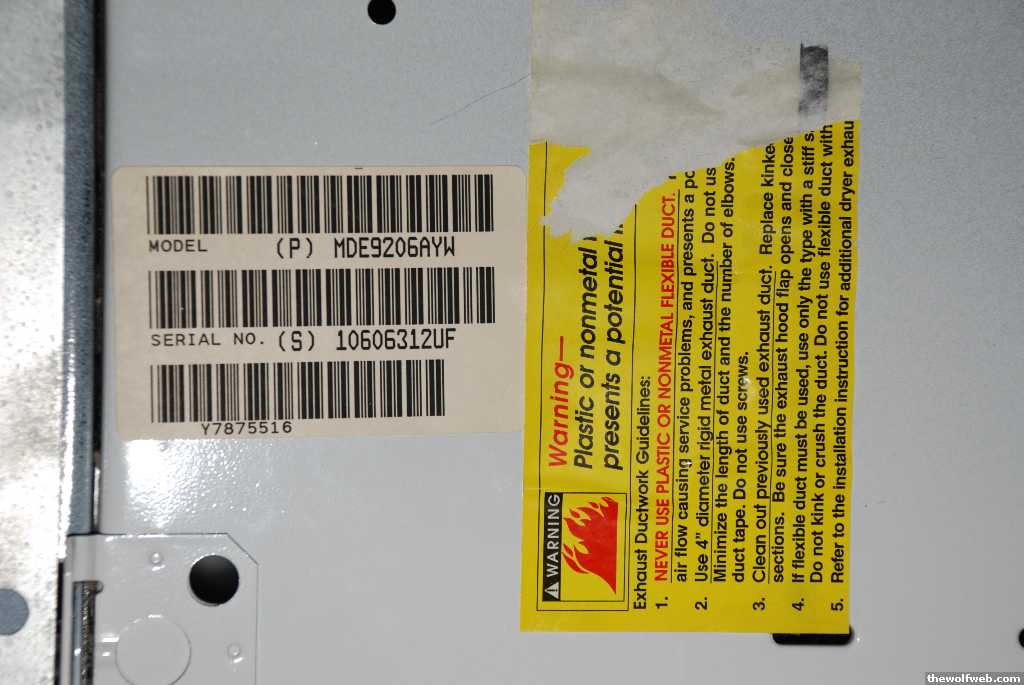 MODEL (P) MDE9206AYW
SERIAL NO. (S) 10606312UF
Y7875516
WARNING
Warning—
Plastic or nonmetal
presents a potential
Exhaust Ductwork Guidelines:
1. NEVER USE PLASTIC OR NONMETAL FLEXIBLE DUCT.
air flow causing service problems, and presents a po
2. Use 4" diameter rigid metal exhaust duct. Do not us
Minimize the length of duct and the number of elbows.
duct tape. Do not use screws.
3. Clean out previously used exhaust duct. Replace kinke
sections. Be sure the exhaust hood flap opens and close
4. If flexible duct must be used, use only the type with a stiff s
Do not kink or crush the duct. Do not use flexible duct with
5. Refer to the installation instruction for additional dryer exhau
thewolfweb.com